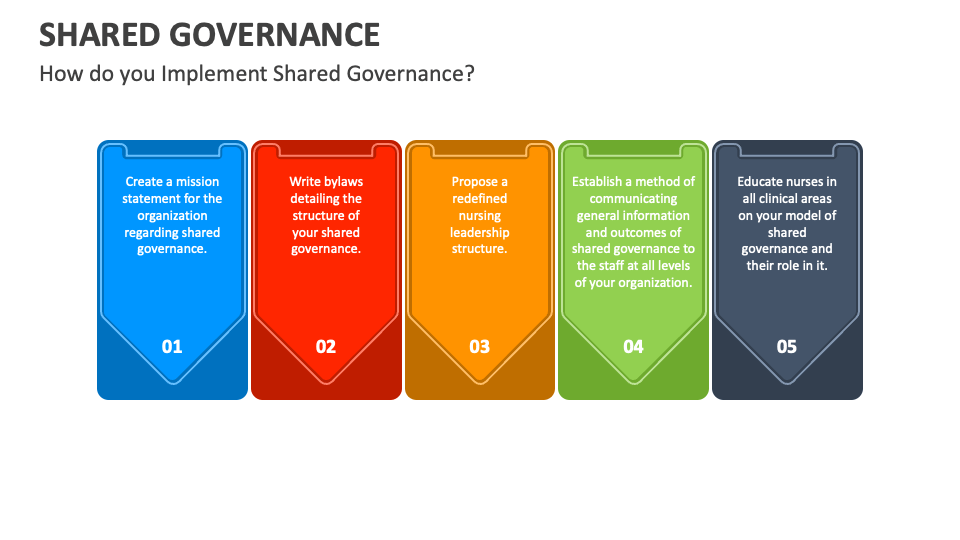 SHARED GOVERNANCE
How do you Implement Shared Governance?
Create a mission
statement for the
organization
regarding shared
governance.
01
Write bylaws
detailing the
structure of
your shared
governance.
02
Propose a
redefined
nursing
leadership
structure.
03
Establish a method of
communicating
general information
and outcomes of
shared governance to
the staff at all levels
of your organization.
04
Educate nurses in
all clinical areas
on your model of
shared
governance and
their role in it.
05